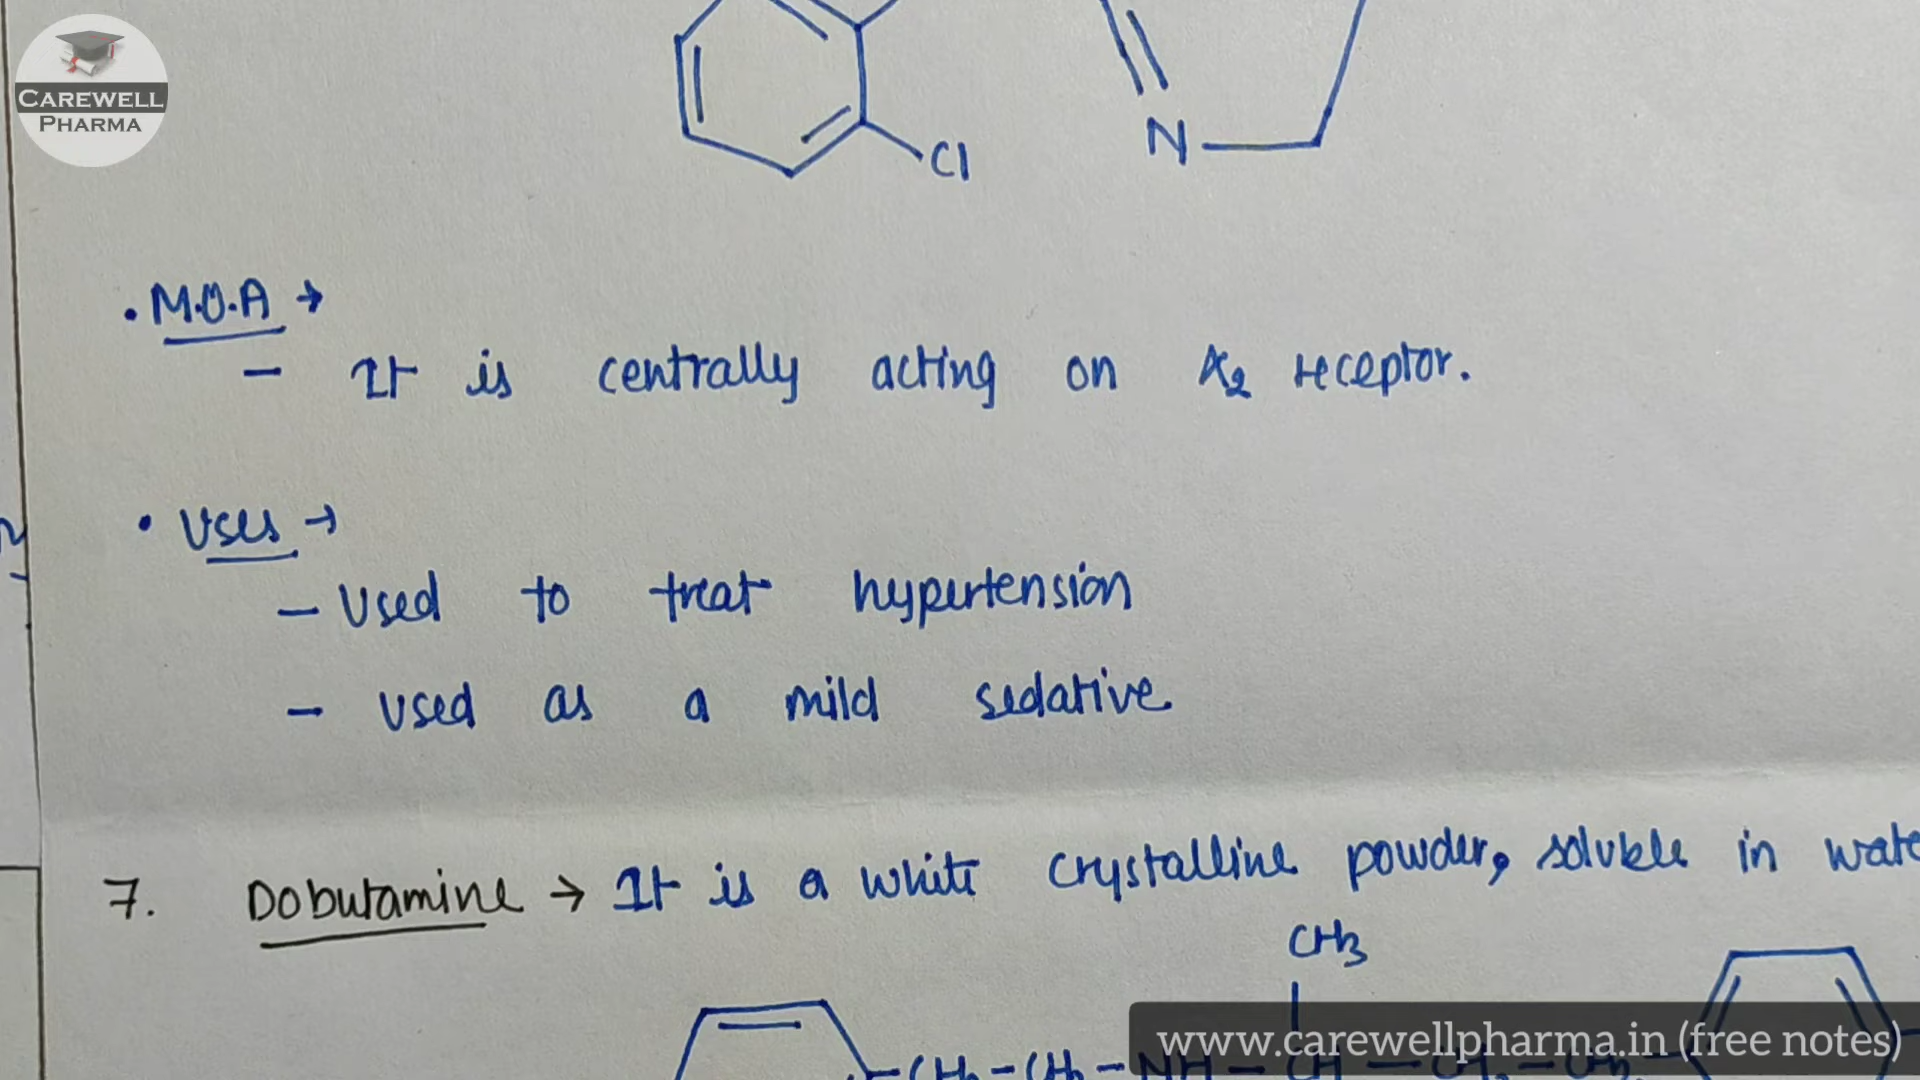 CAREWELL
PHARMA
Cl
N
• M.O.A →
- It is centrally acting on α2 receptor.
• Uses →
- Used to treat hypertension
- used as a mild sedative
7. Dobutamine → It is a white crystalline powder, soluble in
CH3
www.carewellpharma.in (free notes)